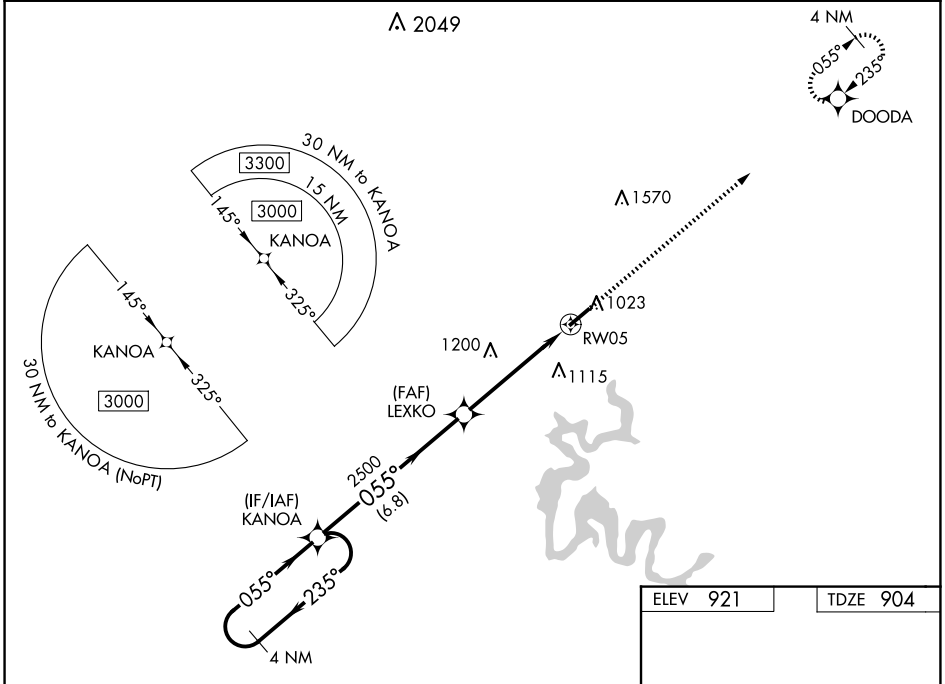 2049
4 NM
055°
235°
DOODA
30 NM to KANOA
3300
15 NM
3000
145°
KANOA
325°
1570
145°
KANOA
325°
3000
30 NM to KANOA (NoPT)
1023
RW05
1200
1115
(FAF)
LEXKO
2500
055°
(6.8)
(IF/IAF)
KANOA
055°
235°
4 NM
ELEV 921
TDZE 904